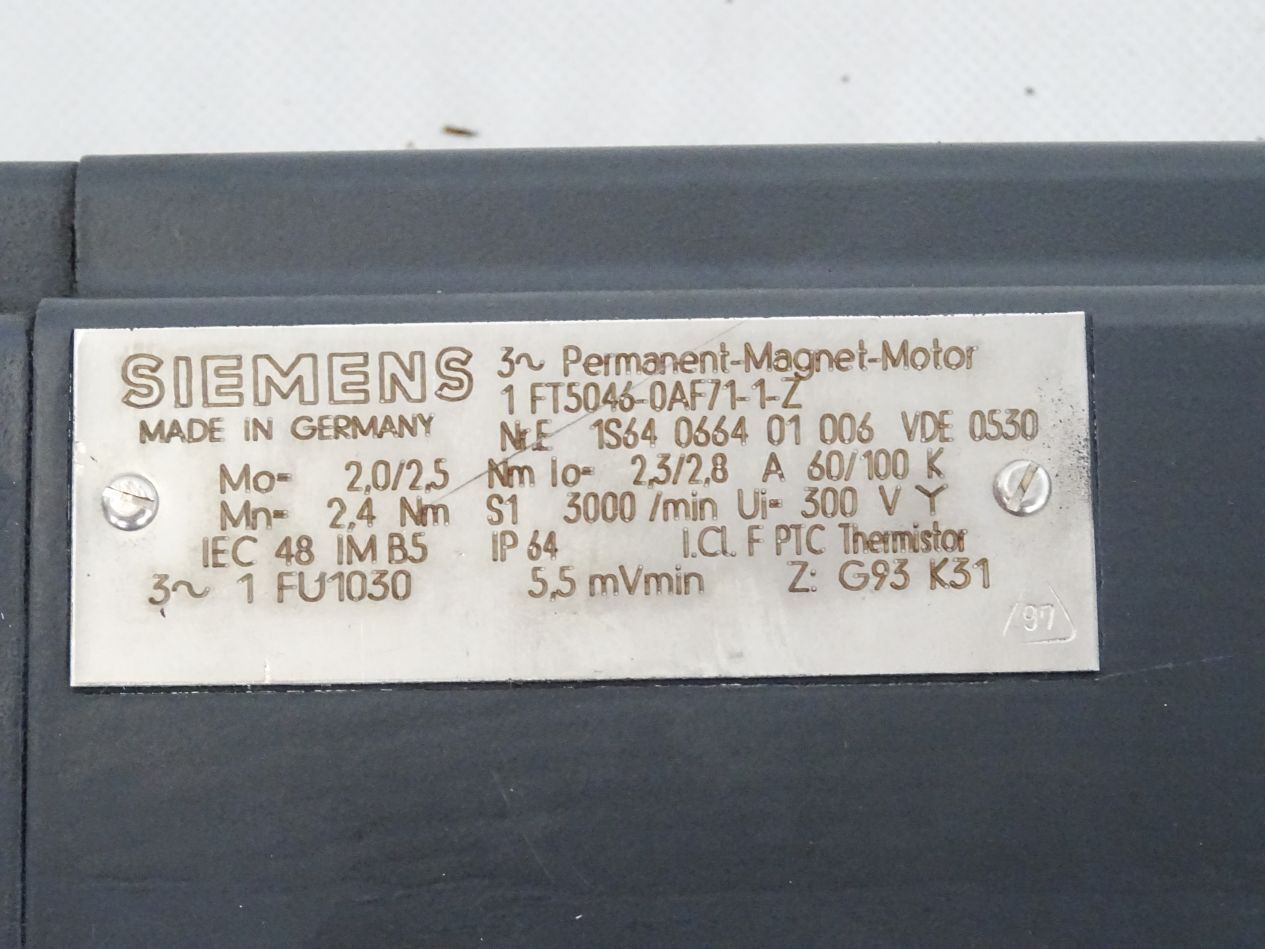 SIEMENS
MADE IN GERMANY
3~ Permanent-Magnet-Motor
1 FT5046-0AF71-1-Z
Nr.E 1S64 0664 01 006 VDE 0530
Mo= 2,0/2,5 Nm Io= 2,3/2,8 A 60/100 K
Mn= 2,4 Nm S1 3000 /min Ui= 300 V Y
IEC 48 IM B5 IP 64 I.Cl. F PTC Thermistor
3~ 1 FU1030 5,5 mVmin Z: G93 K31
97